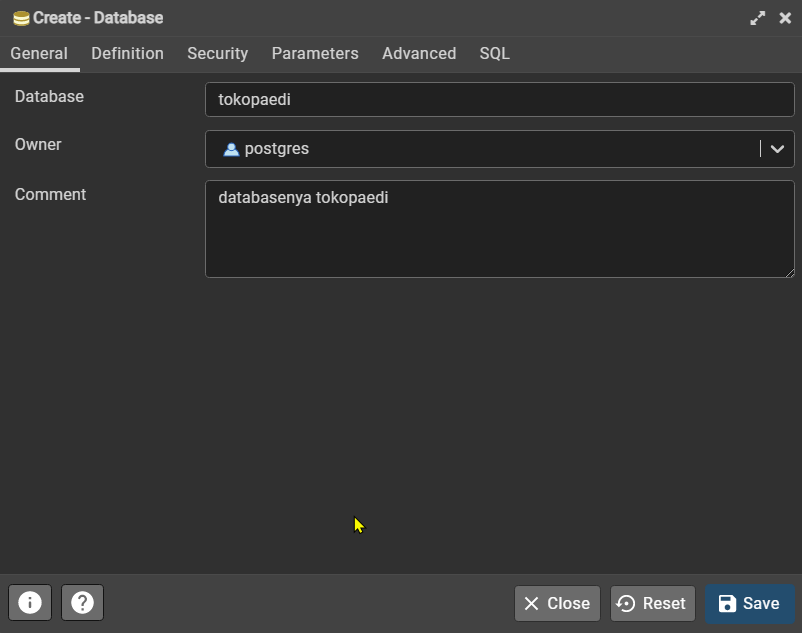 Create - Database
General Definition Security Parameters Advanced SQL
Database tokopaedi
Owner postgres
Comment databasenya tokopaedi
Close Reset Save